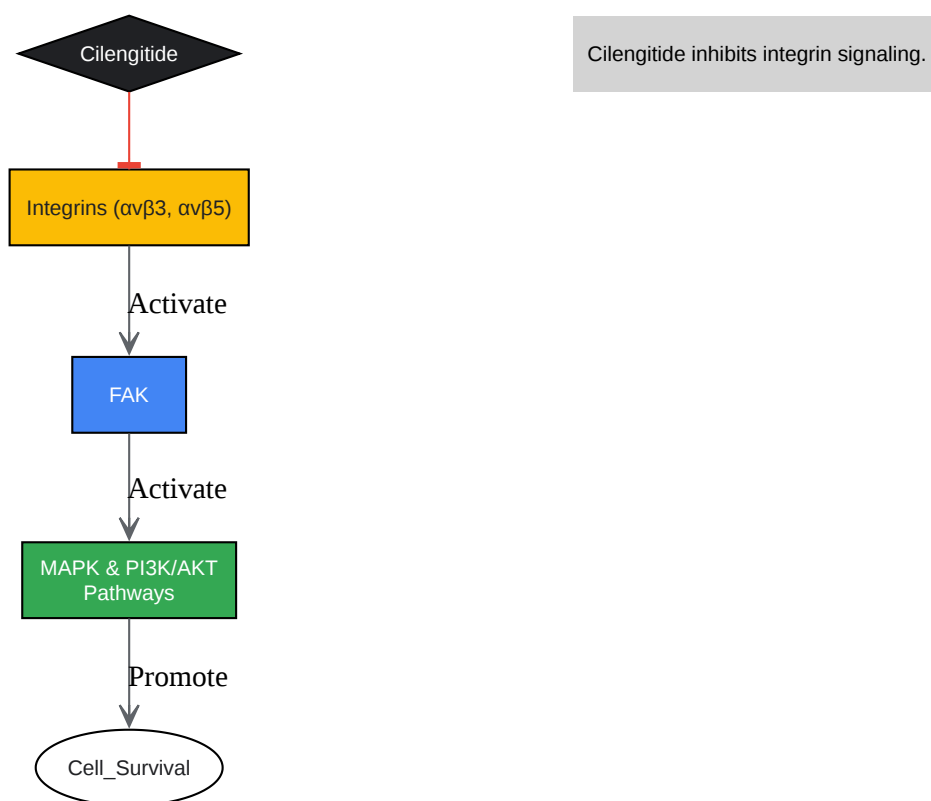 Cilengitide
Cilengitide inhibits integrin signaling.
Integrins (αvβ3, αvβ5)
Activate
FAK
Activate
MAPK & PI3K/AKT
Pathways
Promote
Cell_Survival